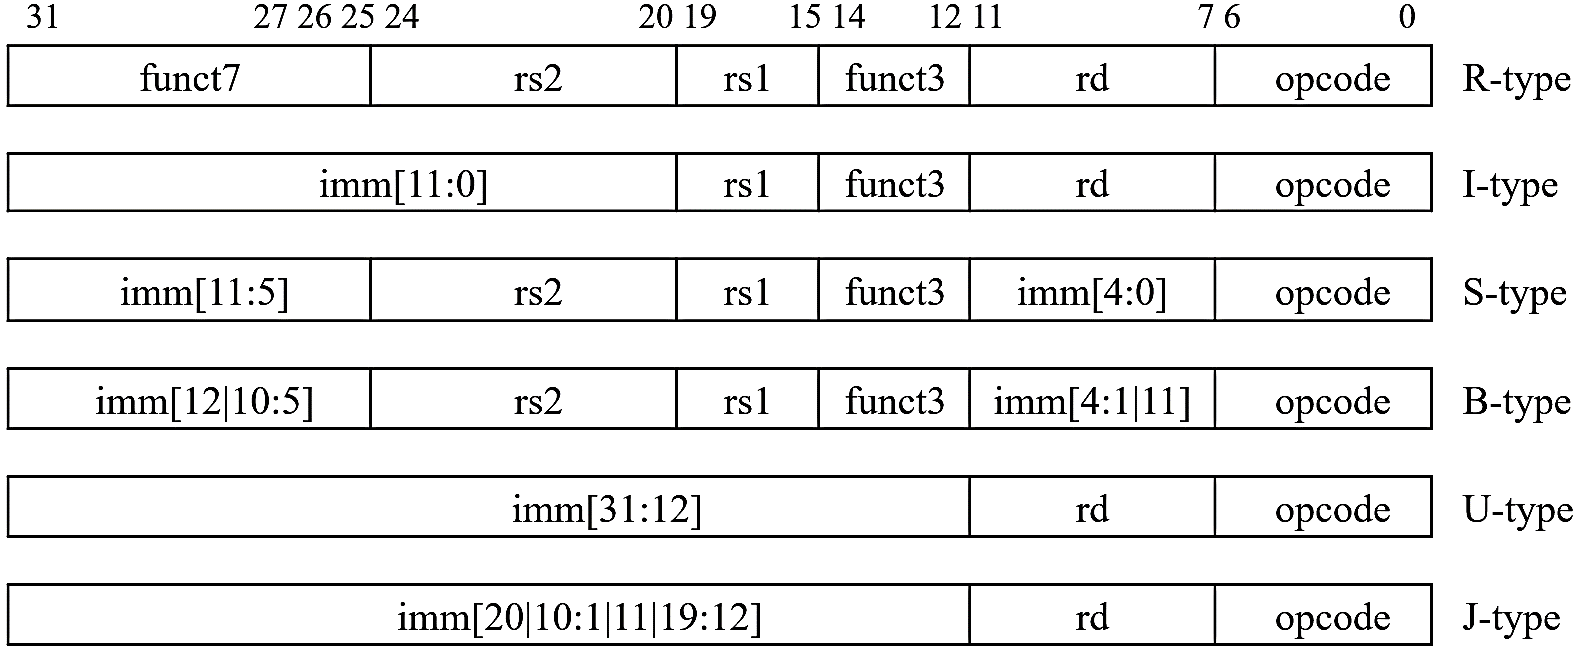 31 27 26 25 24 20 19 15 14 12 11 7 6 0
funct7 rs2 rs1 funct3 rd opcode R-type
imm[11:0] rs1 funct3 rd opcode I-type
imm[11:5] rs2 rs1 funct3 imm[4:0] opcode S-type
imm[12|10:5] rs2 rs1 funct3 imm[4:1|11] opcode B-type
imm[31:12] rd opcode U-type
imm[20|10:1|11|19:12] rd opcode J-type